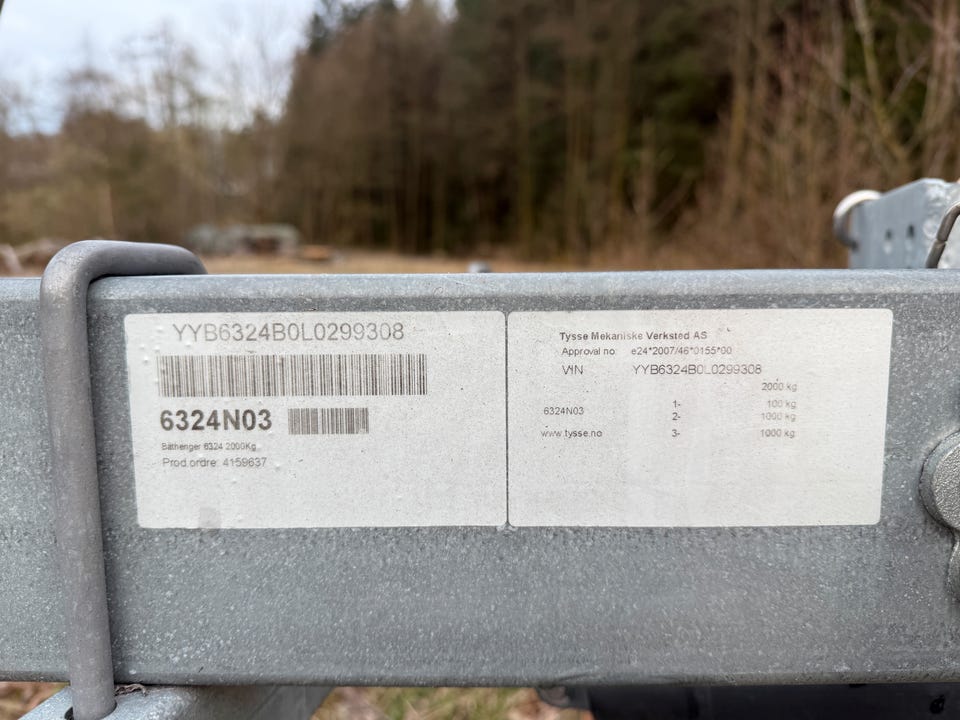 YYB6324B0L0299308
6324N03
Båthenger 6324 2000Kg
Prod.ordre: 4159637
Tysse Mekaniske Verksted AS
Approval no: e24*2007/46*0155*00
VIN YYB6324B0L0299308
2000 kg
1- 100 kg
6324N03
2- 1000 kg
www.tysse.no 3- 1000 kg